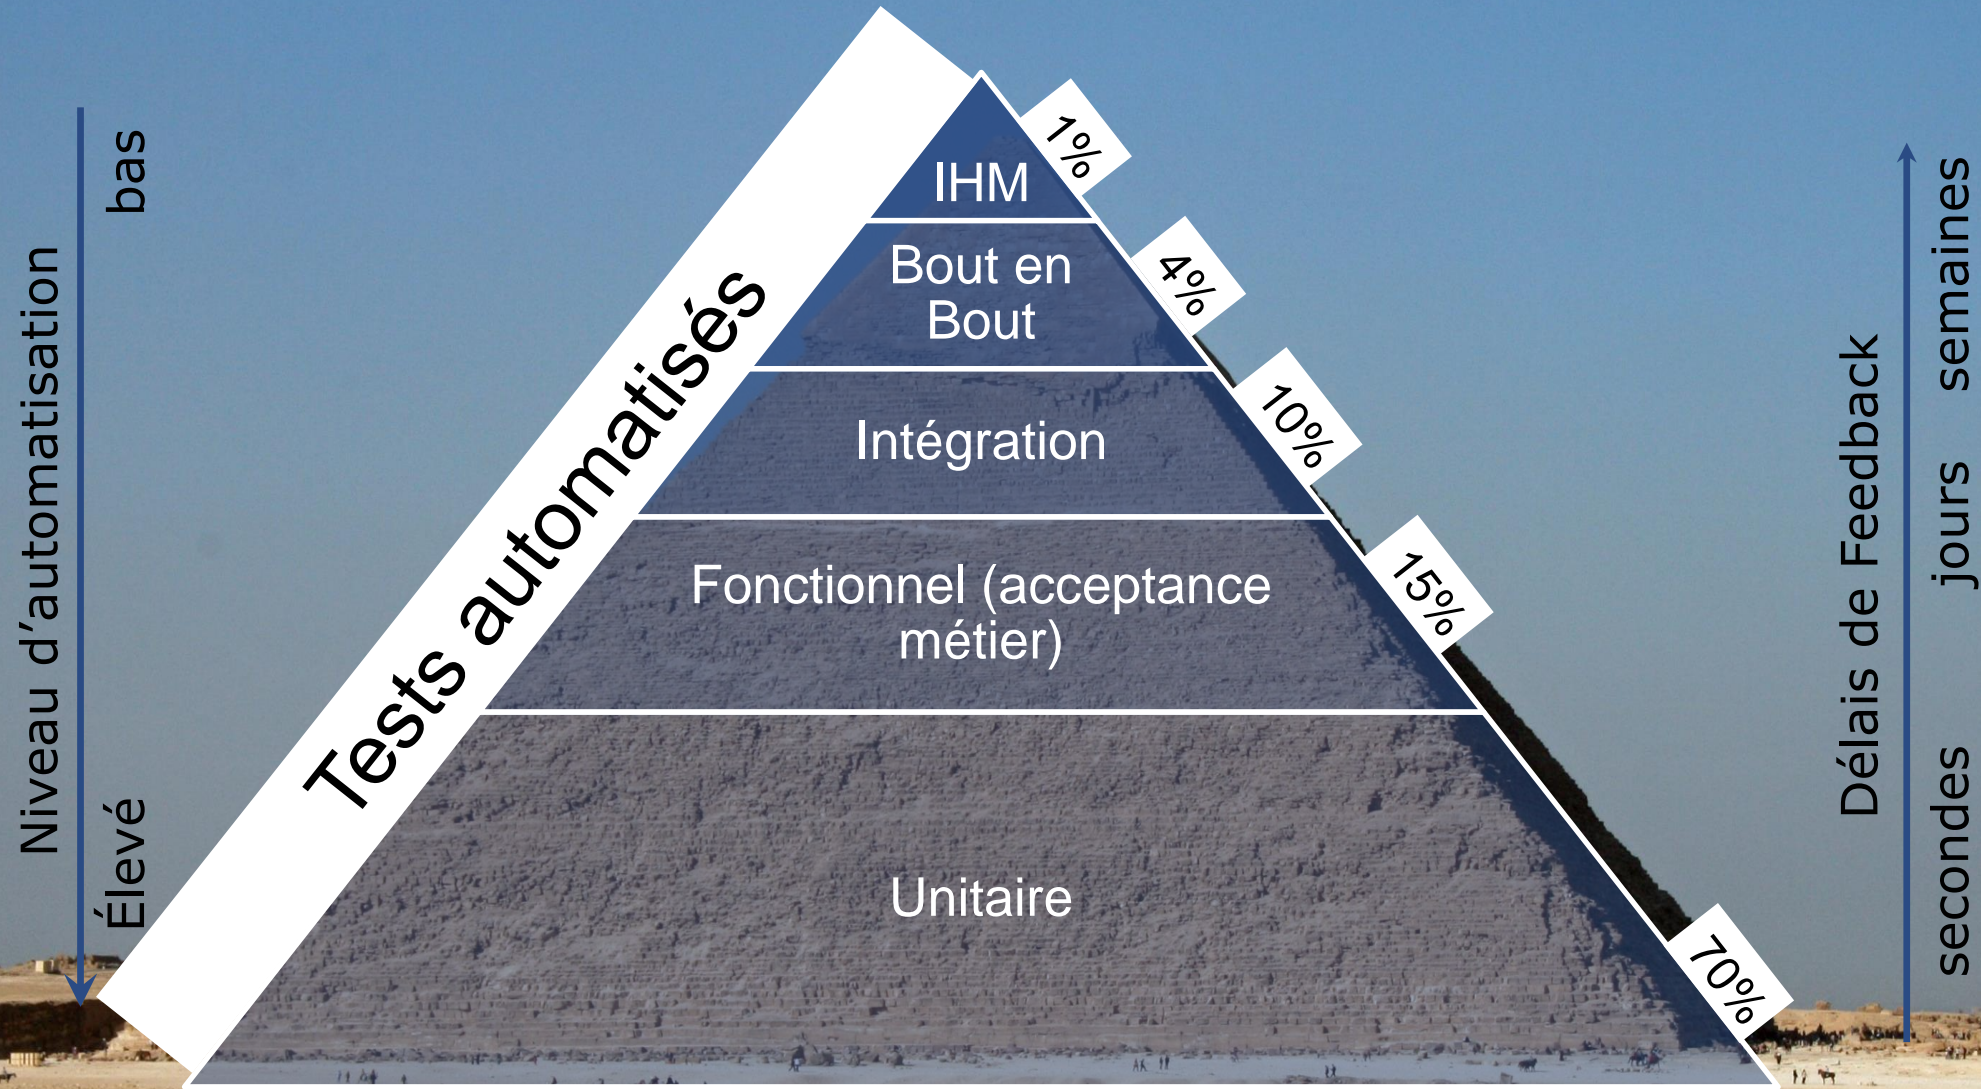 Niveau d’automatisation
bas
Élevé
Tests automatisés
IHM
1%
Bout en
Bout
4%
Intégration
10%
Fonctionnel (acceptance
métier)
15%
Unitaire
70%
Délais de Feedback
semaines
jours
secondes